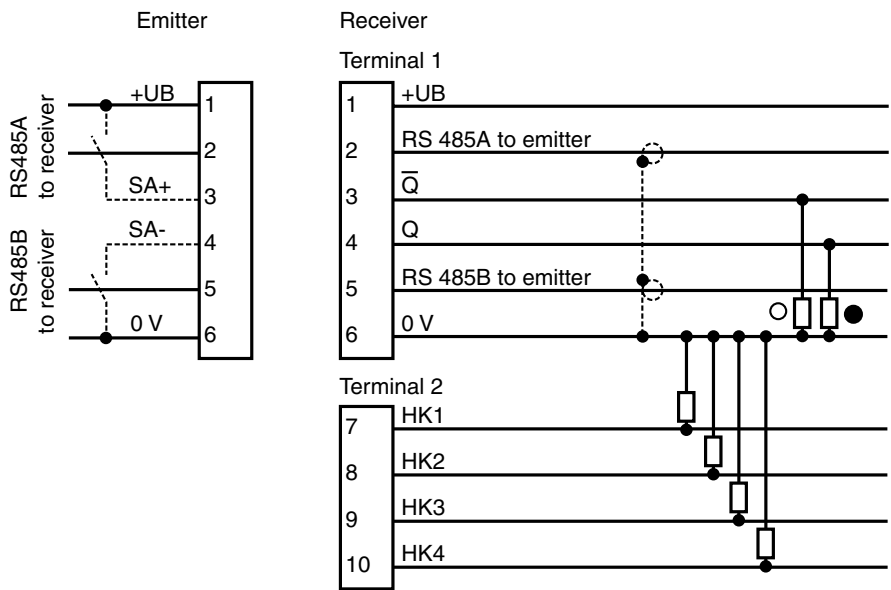 Emitter
RS485A
to receiver
RS485B
to receiver
+UB
1
2
SA+
3
SA-
4
5
0 V
6
Receiver
Terminal 1
1
+UB
2
RS 485A to emitter
3
Q̅
4
Q
5
RS 485B to emitter
6
0 V
Terminal 2
7
HK1
8
HK2
9
HK3
10
HK4